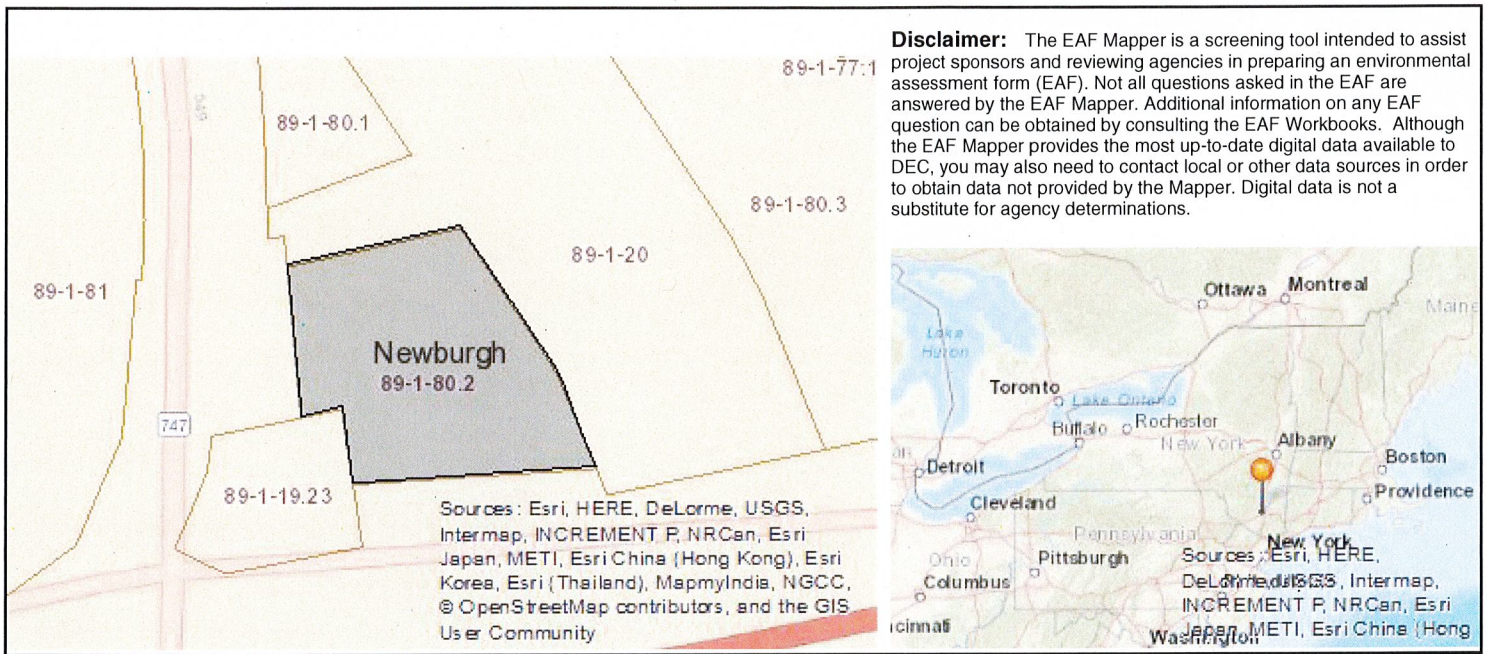 Disclaimer: The EAF Mapper is a screening tool intended to assist
project sponsors and reviewing agencies in preparing an environmental
assessment form (EAF). Not all questions asked in the EAF are
answered by the EAF Mapper. Additional information on any EAF
question can be obtained by consulting the EAF Workbooks. Although
the EAF Mapper provides the most up-to-date digital data available to
DEC, you may also need to contact local or other data sources in order
to obtain data not provided by the Mapper. Digital data is not a
substitute for agency determinations.
89-1-77.1
89-1-80.1
89-1-80.3
89-1-20
89-1-81
Newburgh
89-1-80.2
747
89-1-19.23
Sources: Esri, HERE, DeLorme, USGS,
Intermap, INCREMENT P, NRCan, Esri
Japan, METI, Esri China (Hong Kong), Esri
Korea, Esri (Thailand), MapmyIndia, NGCC,
© OpenStreetMap contributors, and the GIS
User Community
Ottawa
Montreal
Maine
Lake
Huron
Toronto
Lake Ontario
Buffalo
Rochester
New York
Albany
Boston
Detroit
Providence
Cleveland
Pennsylvania
New York
Ohio
Pittsburgh
Columbus
cinnati
Washington
Sources: Esri, HERE,
DeLorme, USGS, Intermap,
INCREMENT P, NRCan, Esri
Japan, METI, Esri China (Hong